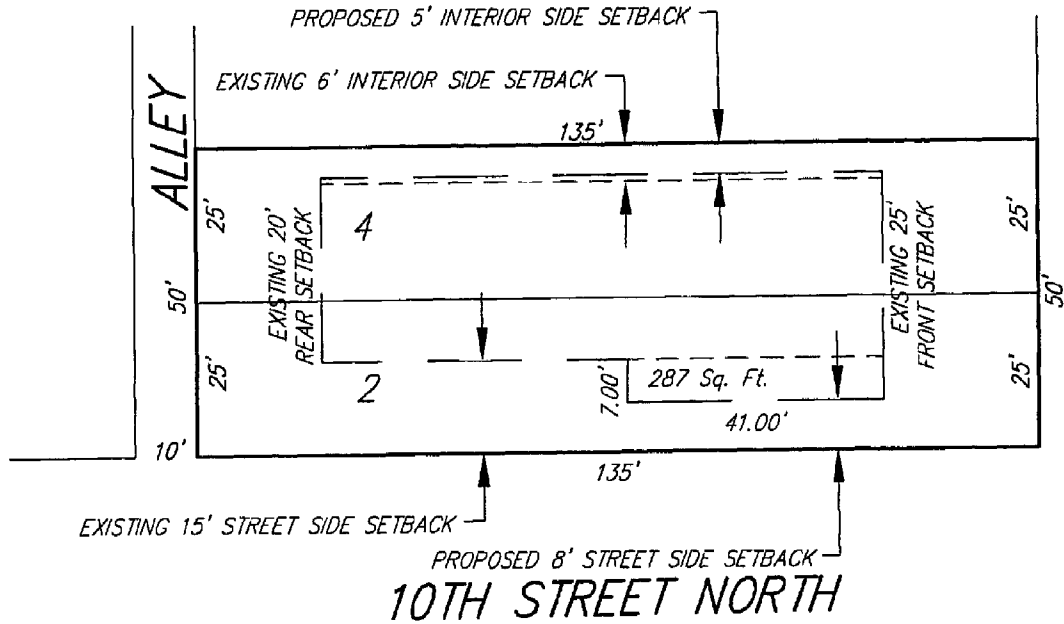 PROPOSED 5' INTERIOR SIDE SETBACK
EXISTING 6' INTERIOR SIDE SETBACK
135'
ALLEY
25'
EXISTING 20'
REAR SETBACK
4
EXISTING 25'
FRONT SETBACK
25'
50'
50'
25'
2
7.00'
287 Sq. Ft.
41.00'
25'
10'
135'
EXISTING 15' STREET SIDE SETBACK
PROPOSED 8' STREET SIDE SETBACK
10TH STREET NORTH